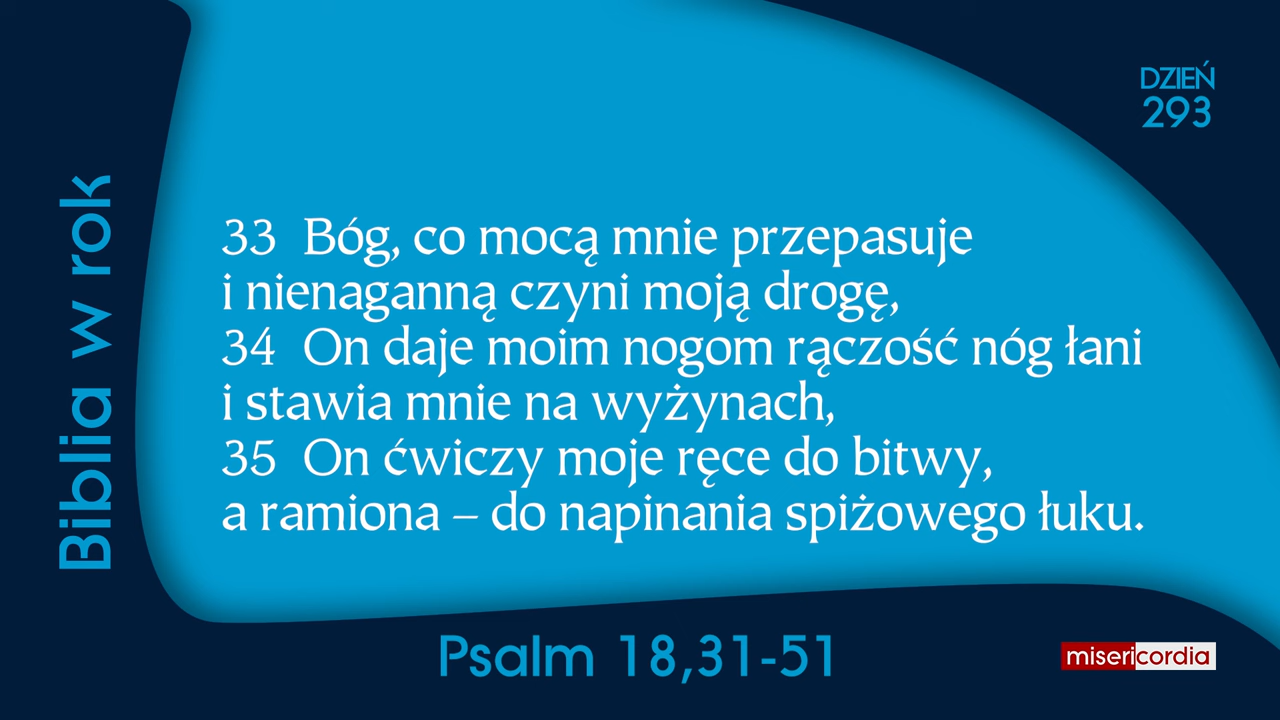 DZIEŃ
293
Biblia w rok
33 Bóg, co mocą mnie przepasuje
i nienaganną czyni moją drogę,
34 On daje moim nogom rączość nóg łani
i stawia mnie na wyżynach,
35 On ćwiczy moje ręce do bitwy,
a ramiona – do napinania spiżowego łuku.
Psalm 18,31-51
misericordia